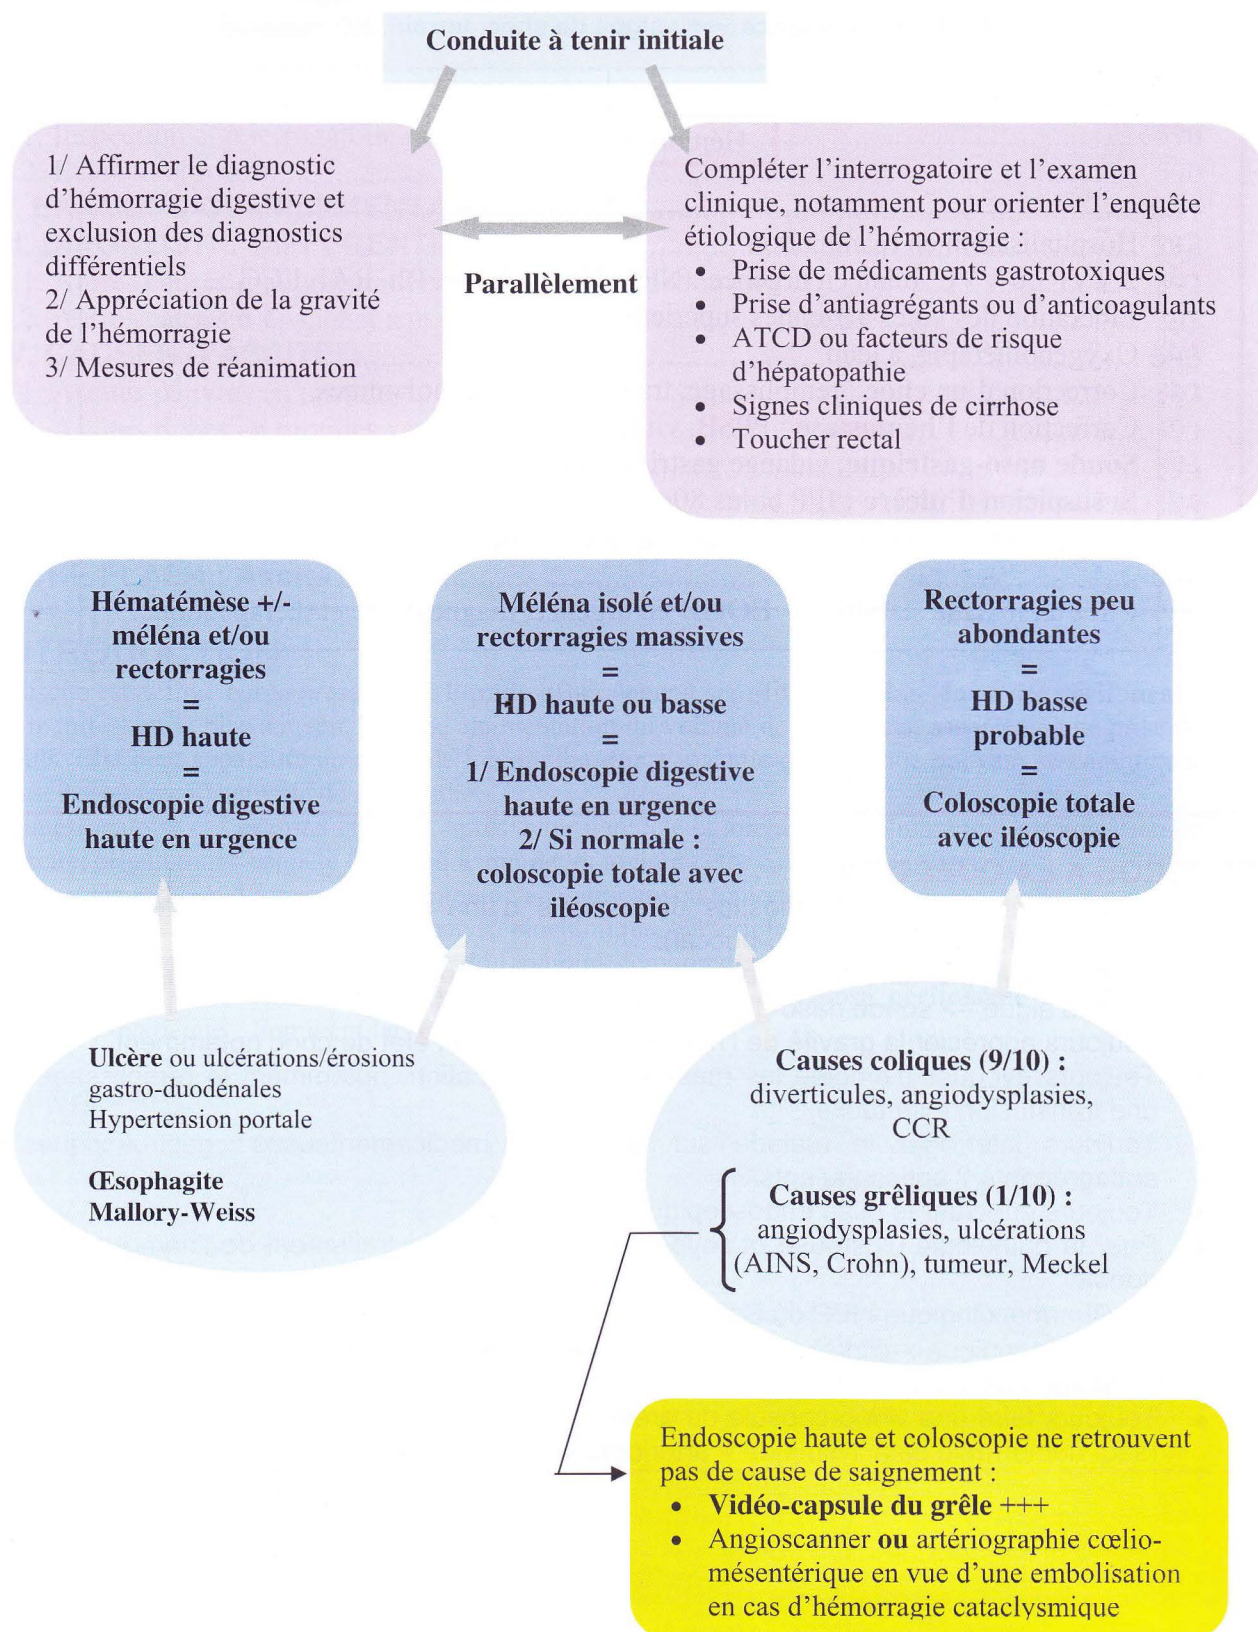 Conduite à tenir initiale
1/ Affirmer le diagnostic
d’hémorragie digestive et
exclusion des diagnostics
différentiels
2/ Appréciation de la gravité
de l’hémorragie
3/ Mesures de réanimation
Parallèlement
Compléter l’interrogatoire et l’examen
clinique, notamment pour orienter l’enquête
étiologique de l’hémorragie :
• Prise de médicaments gastrotoxiques
• Prise d’antiagrégants ou d’anticoagulants
• ATCD ou facteurs de risque
d’hépatopathie
• Signes cliniques de cirrhose
• Toucher rectal
Hématémèse +/-
méléna et/ou
rectorragies
=
HD haute
=
Endoscopie digestive
haute en urgence
Méléna isolé et/ou
rectorragies massives
=
HD haute ou basse
=
1/ Endoscopie digestive
haute en urgence
2/ Si normale :
coloscopie totale avec
iléoscopie
Rectorragies peu
abondantes
=
HD basse
probable
=
Coloscopie totale
avec iléoscopie
Ulcère ou ulcérations/érosions
gastro-duodénales
Hypertension portale
Œsophagite
Mallory-Weiss
Causes coliques (9/10) :
diverticules, angiodysplasies,
CCR
Causes grêliques (1/10) :
angiodysplasies, ulcérations
(AINS, Crohn), tumeur, Meckel
Endoscopie haute et coloscopie ne retrouvent
pas de cause de saignement :
• Vidéo-capsule du grêle +++
• Angioscanner ou artériographie cœlio-
mésentérique en vue d’une embolisation
en cas d’hémorragie cataclysmique